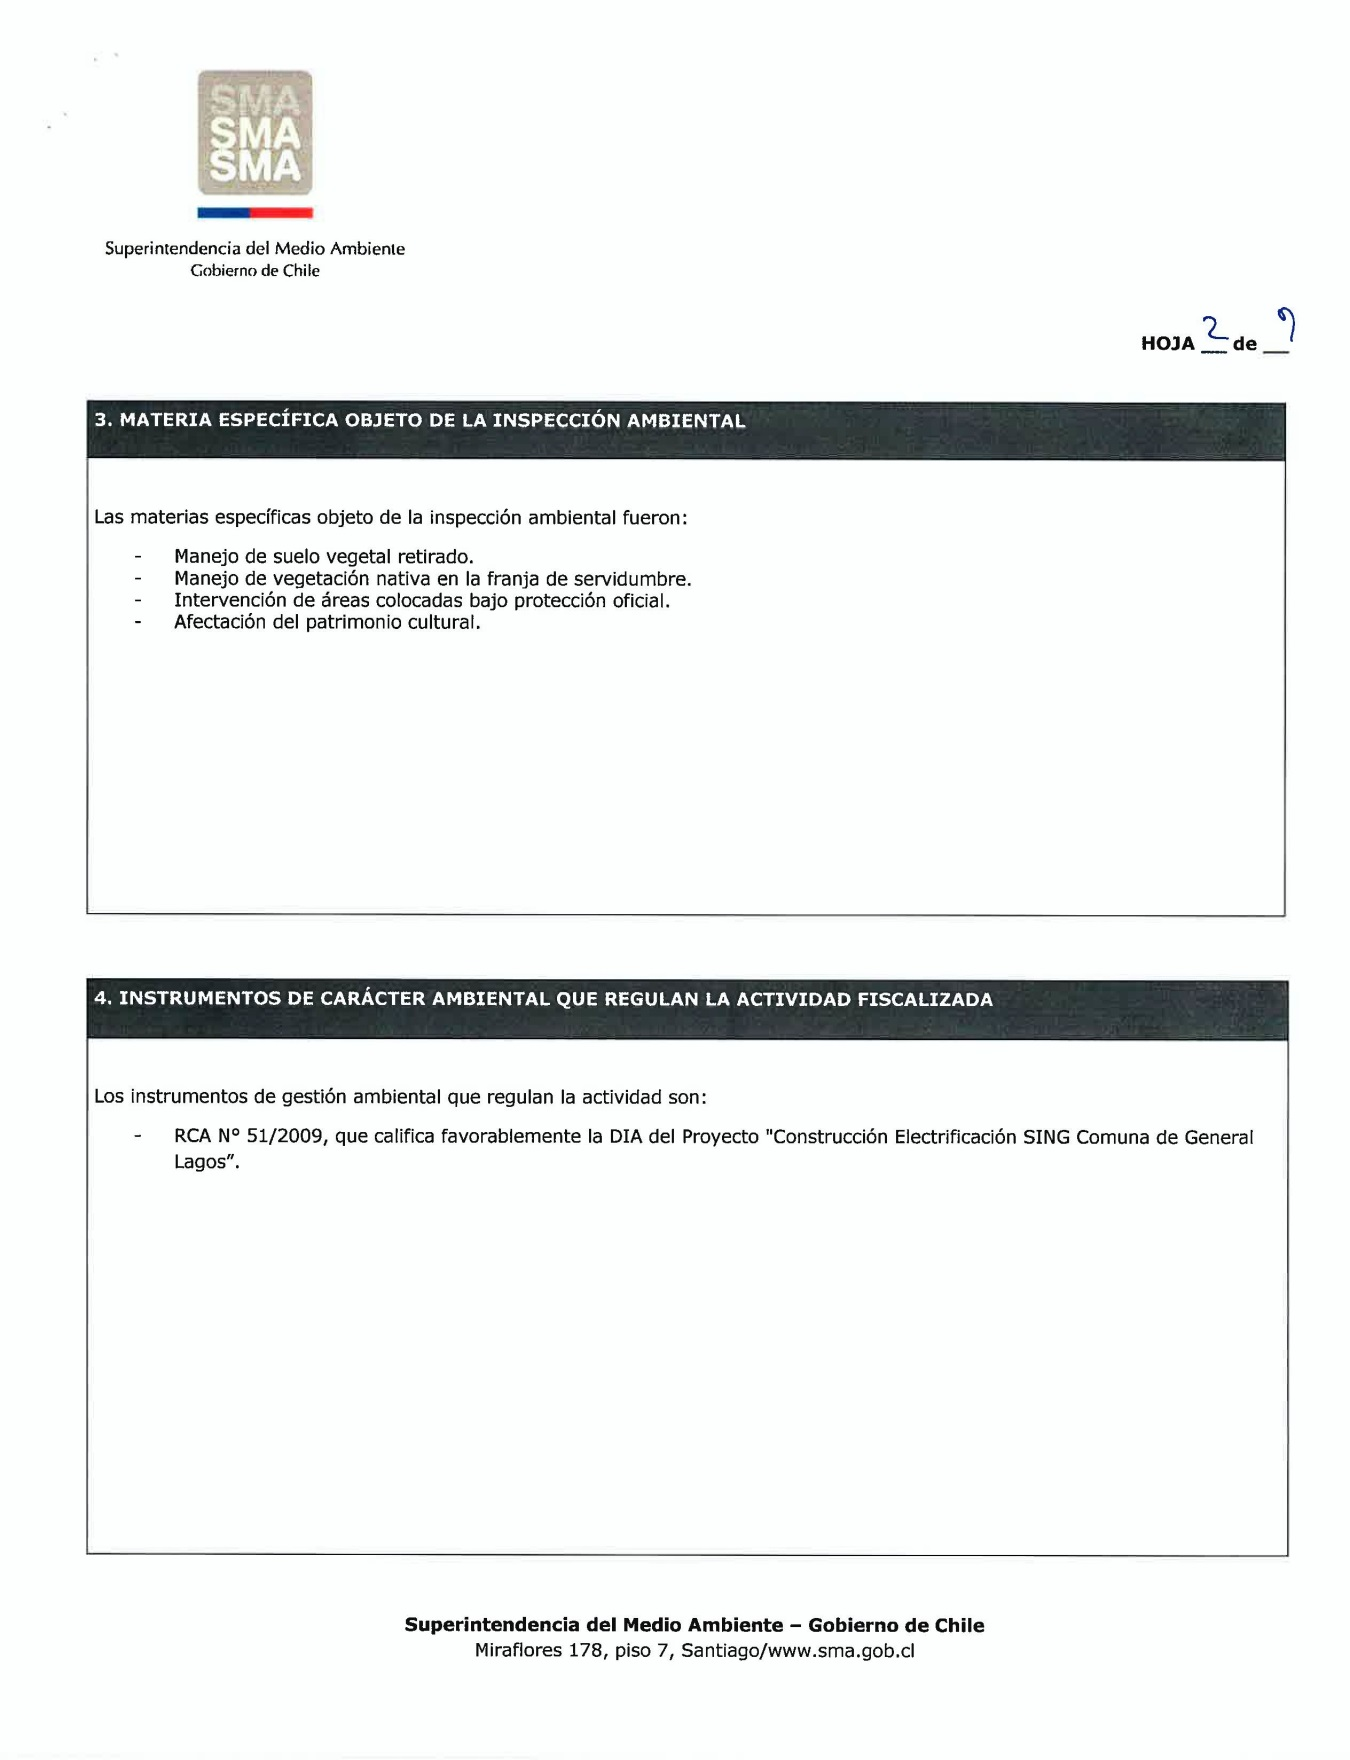 SMA
SMA
SMA
Superintendencia del Medio Ambiente
Gobierno de Chile
HOJA 2 de 9
3. MATERIA ESPECÍFICA OBJETO DE LA INSPECCIÓN AMBIENTAL
Las materias específicas objeto de la inspección ambiental fueron:
- Manejo de suelo vegetal retirado.
- Manejo de vegetación nativa en la franja de servidumbre.
- Intervención de áreas colocadas bajo protección oficial.
- Afectación del patrimonio cultural.
4. INSTRUMENTOS DE CARÁCTER AMBIENTAL QUE REGULAN LA ACTIVIDAD FISCALIZADA
Los instrumentos de gestión ambiental que regulan la actividad son:
- RCA Nº 51/2009, que califica favorablemente la DIA del Proyecto "Construcción Electrificación SING Comuna de General
Lagos".
Superintendencia del Medio Ambiente – Gobierno de Chile
Miraflores 178, piso 7, Santiago/www.sma.gob.cl